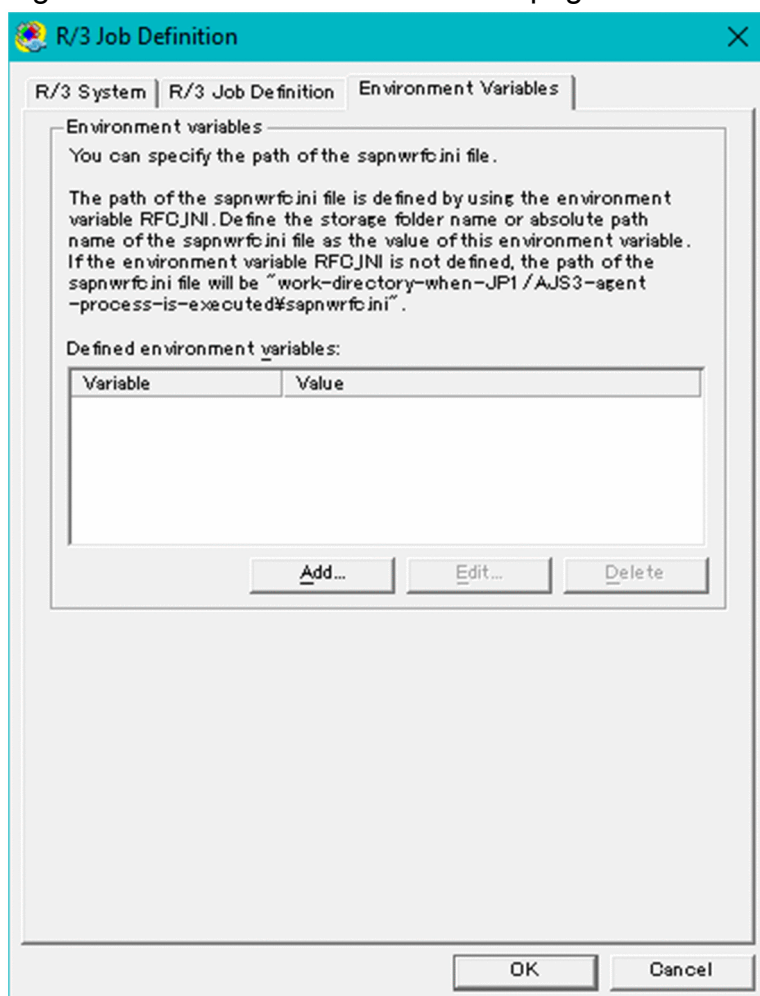 R/3 Job Definition
R/3 System
R/3 Job Definition
Environment Variables
Environment variables
You can specify the path of the sapnwrfc.ini file.
The path of the sapnwrfc.ini file is defined by using the environment
variable RFC_INI. Define the storage folder name or absolute path
name of the sapnwrfc.ini file as the value of this environment variable.
If the environment variable RFC_INI is not defined, the path of the
sapnwrfc.ini file will be "work-directory-when-JP1/AJS3-agent
-process-is-executed¥sapnwrfc.ini".
Defined environment variables:
Variable Value
Add... Edit... Delete
OK Cancel